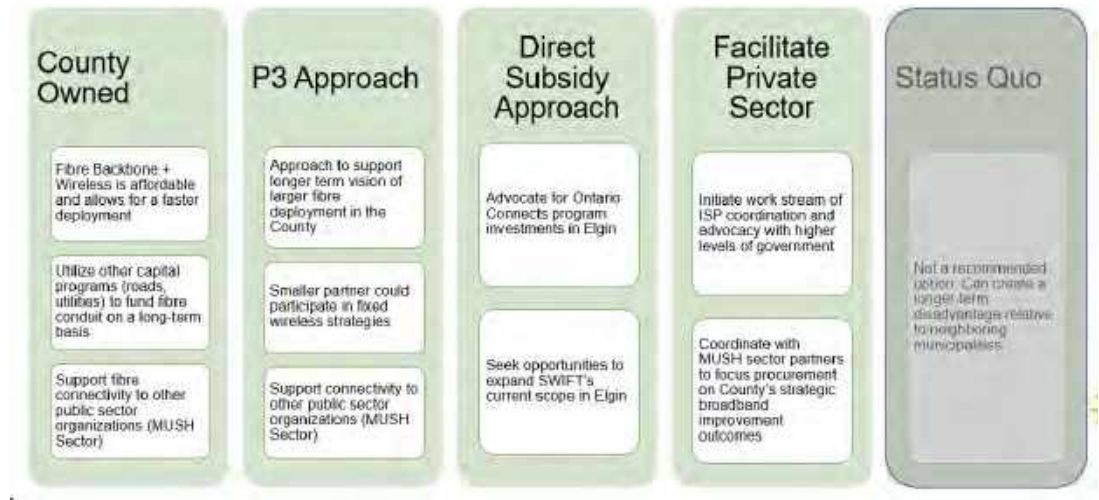 County
Owned
Fibre Backbone +
Wireless is affordable
and allows for a faster
deployment
Utilize other capital
programs (roads,
utilities) to fund fibre
conduit on a long-term
basis
Support fibre
connectivity to other
public sector
organizations (MUSH
Sector)
P3 Approach
Approach to support
longer term vision of
larger fibre
deployment in the
County
Smaller partner could
participate in fixed
wireless strategies
Support connectivity to
other public sector
organizations (MUSH
Sector)
Direct
Subsidy
Approach
Advocate for Ontario
Connects program
investments in Elgin
Seek opportunities to
expand SWIFT's
current scope in Elgin
Facilitate
Private
Sector
Initiate work stream of
ISP coordination and
advocacy with higher
levels of government
Coordinate with
MUSH sector partners
to focus procurement
on County's strategic
broadband
improvement
outcomes
Status Quo
Not a recommended
option. Can create a
longer-term
disadvantage relative
to neighboring
municipalities